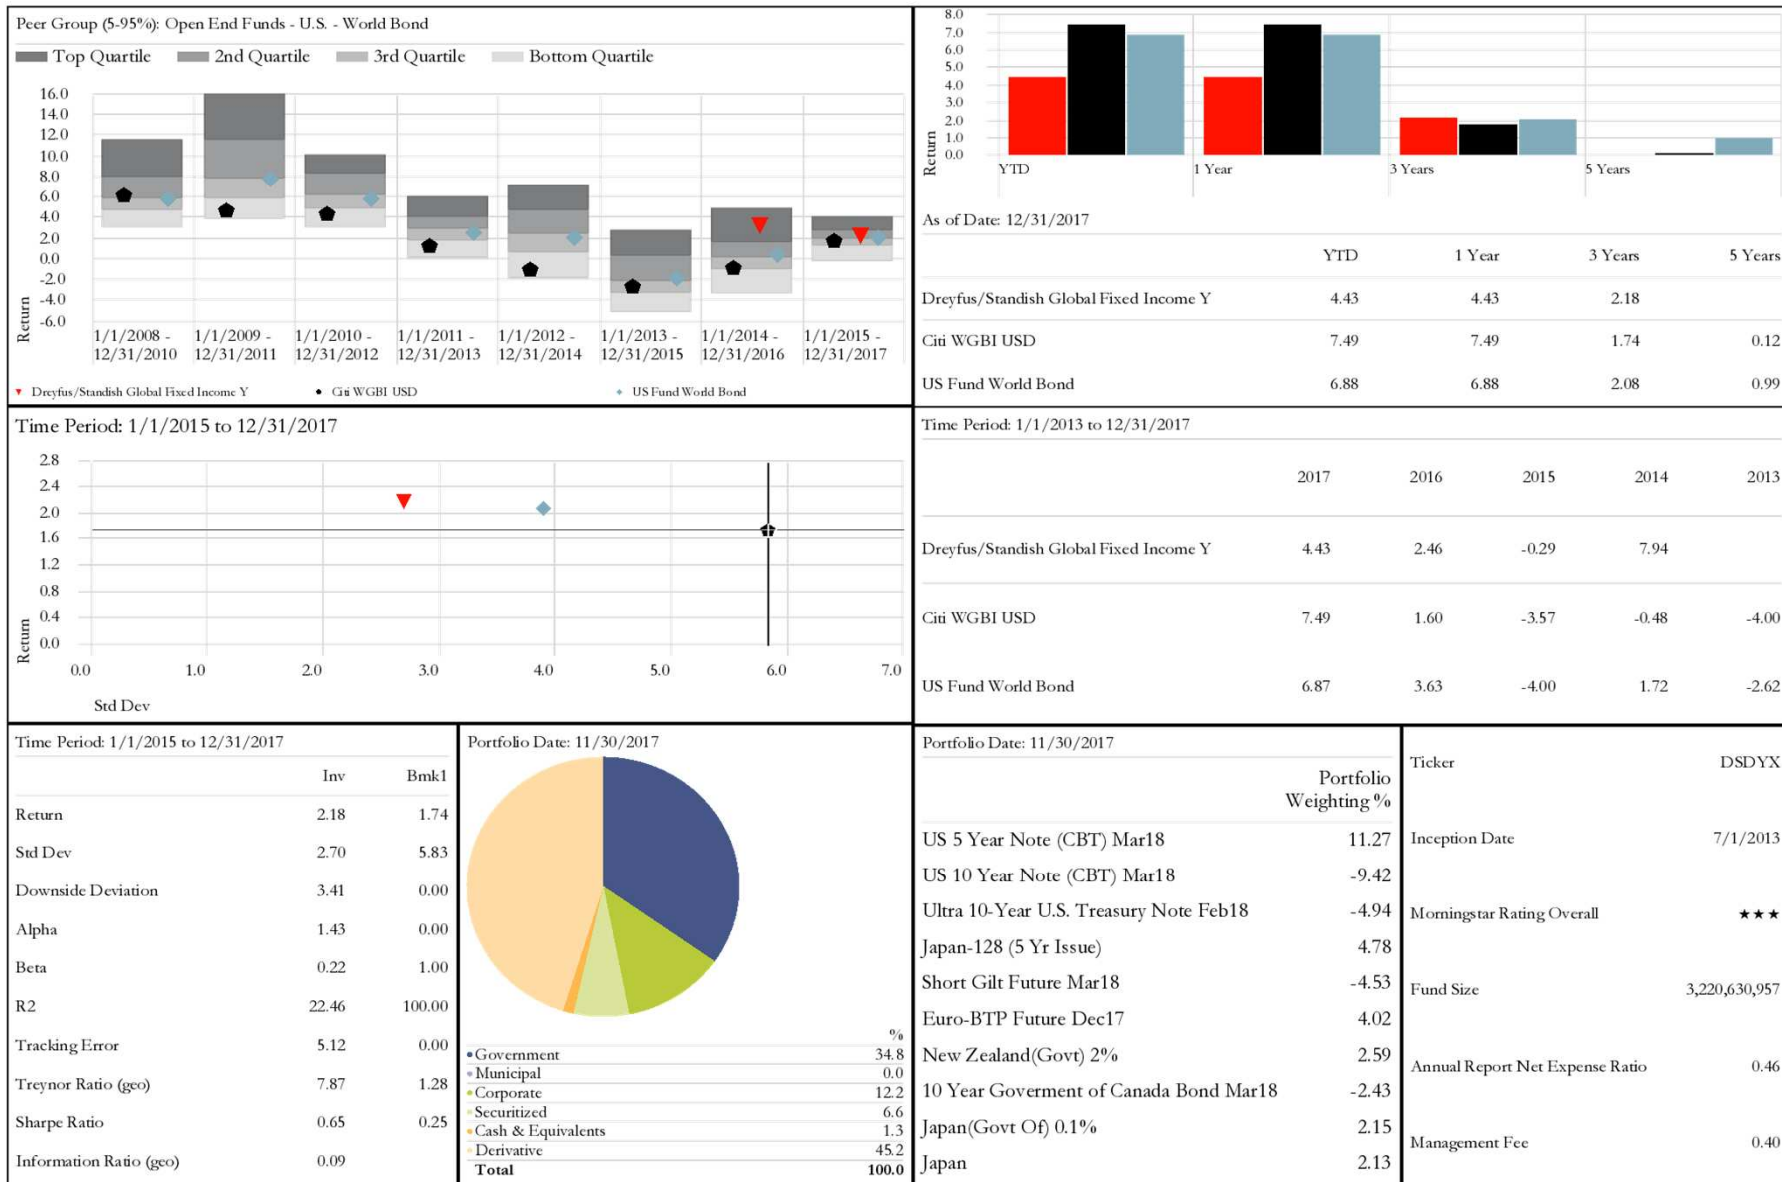 Peer Group (5-95%): Open End Funds - U.S. - World Bond
Top Quartile 2nd Quartile 3rd Quartile Bottom Quartile
16.0
14.0
12.0
10.0
8.0
6.0
4.0
2.0
0.0
-2.0
-4.0
-6.0
Return
1/1/2008 - 1/1/2009 - 1/1/2010 - 1/1/2011 - 1/1/2012 - 1/1/2013 - 1/1/2014 - 1/1/2015 -
12/31/2010 12/31/2011 12/31/2012 12/31/2013 12/31/2014 12/31/2015 12/31/2016 12/31/2017
Dreyfus/Standish Global Fixed Income Y Citi WGBI USD US Fund World Bond
8.0
7.0
6.0
5.0
4.0
3.0
2.0
1.0
0.0
Return
YTD 1 Year 3 Years 5 Years
As of Date: 12/31/2017
YTD 1 Year 3 Years 5 Years
Dreyfus/Standish Global Fixed Income Y 4.43 4.43 2.18
Citi WGBI USD 7.49 7.49 1.74 0.12
US Fund World Bond 6.88 6.88 2.08 0.99
Time Period: 1/1/2015 to 12/31/2017
2.8
2.4
2.0
1.6
1.2
0.8
0.4
0.0
Return
0.0 1.0 2.0 3.0 4.0 5.0 6.0 7.0
Std Dev
Time Period: 1/1/2013 to 12/31/2017
2017 2016 2015 2014 2013
Dreyfus/Standish Global Fixed Income Y 4.43 2.46 -0.29 7.94
Citi WGBI USD 7.49 1.60 -3.57 -0.48 -4.00
US Fund World Bond 6.87 3.63 -4.00 1.72 -2.62
Time Period: 1/1/2015 to 12/31/2017
Inv Bmk1
Return 2.18 1.74
Std Dev 2.70 5.83
Downside Deviation 3.41 0.00
Alpha 1.43 0.00
Beta 0.22 1.00
R2 22.46 100.00
Tracking Error 5.12 0.00
Treynor Ratio (geo) 7.87 1.28
Sharpe Ratio 0.65 0.25
Information Ratio (geo) 0.09
Portfolio Date: 11/30/2017
%
Government 34.8
Municipal 0.0
Corporate 12.2
Securitized 6.6
Cash & Equivalents 1.3
Derivative 45.2
Total 100.0
Portfolio Date: 11/30/2017
Portfolio
Weighting %
US 5 Year Note (CBT) Mar18 11.27
US 10 Year Note (CBT) Mar18 -9.42
Ultra 10-Year U.S. Treasury Note Feb18 -4.94
Japan-128 (5 Yr Issue) 4.78
Short Gilt Future Mar18 -4.53
Euro-BTP Future Dec17 4.02
New Zealand(Govt) 2% 2.59
10 Year Goverment of Canada Bond Mar18 -2.43
Japan(Govt Of) 0.1% 2.15
Japan 2.13
Ticker DSDYX
Inception Date 7/1/2013
Morningstar Rating Overall ★★★
Fund Size 3,220,630,957
Annual Report Net Expense Ratio 0.46
Management Fee 0.40